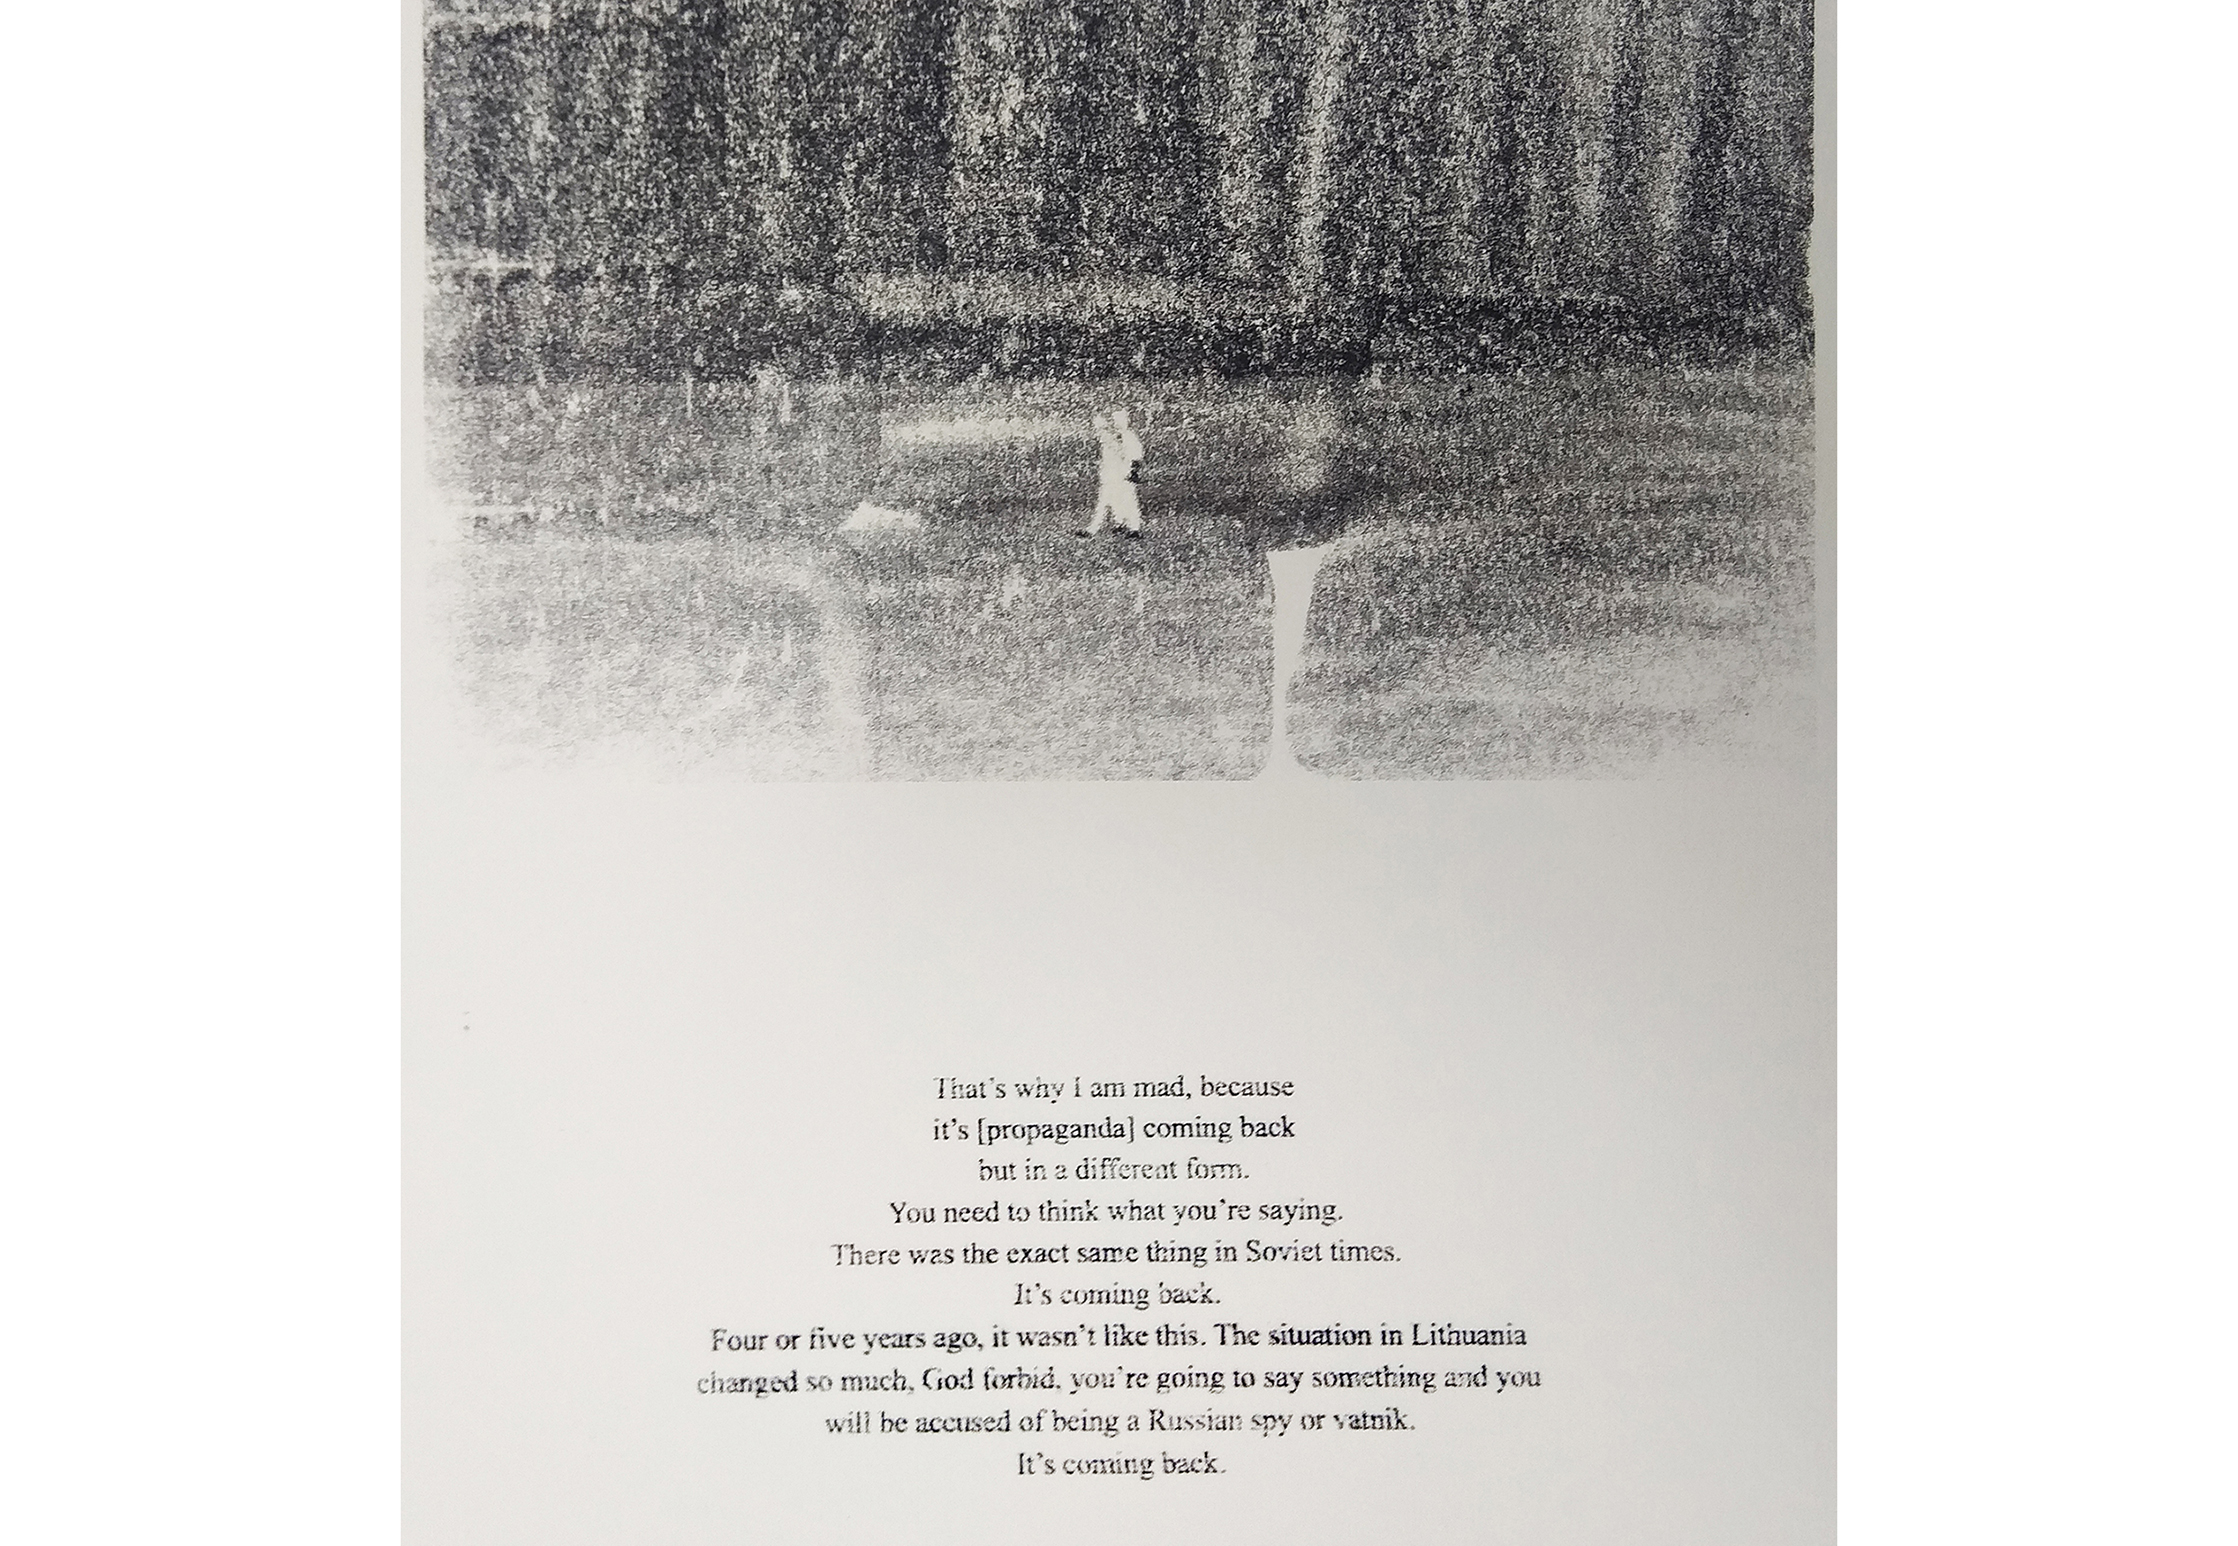 That's why I am mad, because
it's [propaganda] coming back
but in a different form.
You need to think what you're saying.
There was the exact same thing in Soviet times.
It's coming back.
Four or five years ago, it wasn't like this. The situation in Lithuania
changed so much, God forbid, you're going to say something and you
will be accused of being a Russian spy or vatnik.
It's coming back.